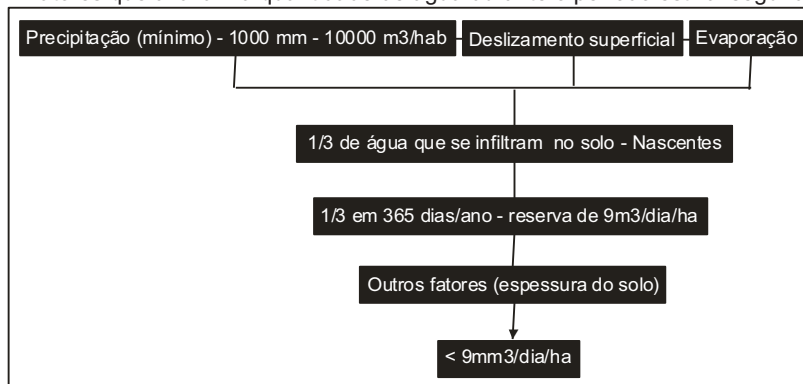 Precipitação (mínimo) - 1000 mm - 10000 m3/hab
Deslizamento superficial
Evaporação
1/3 de água que se infiltram no solo - Nascentes
1/3 em 365 dias/ano - reserva de 9m3/dia/ha
Outros fatores (espessura do solo)
< 9mm3/dia/ha